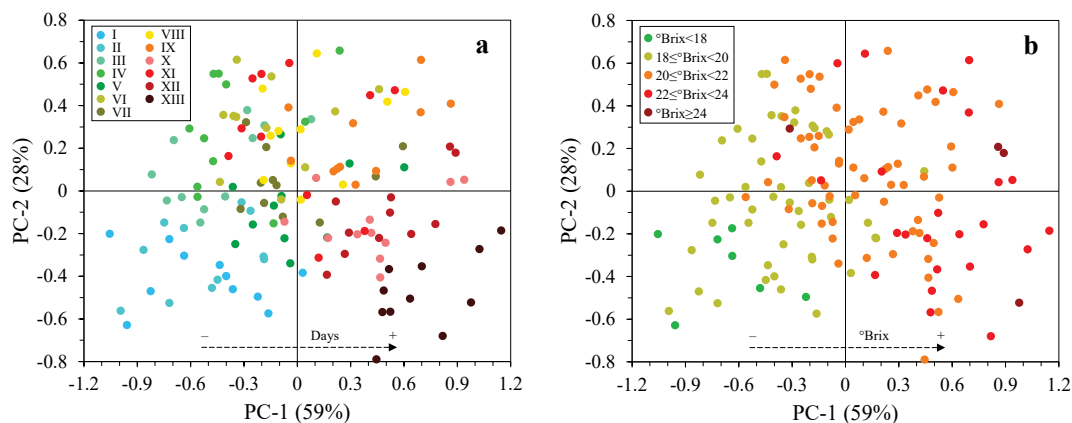 a
I VIII
II IX
III X
IV XI
V XII
VI XIII
VII
0.8
0.6
0.4
0.2
0
-0.2
-0.4
-0.6
-0.8
PC-2 (28%)
– Days +
-1.2 -0.9 -0.6 -0.3 0 0.3 0.6 0.9 1.2
PC-1 (59%)
b
°Brix<18
18≤°Brix<20
20≤°Brix<22
22≤°Brix<24
°Brix≥24
0.8
0.6
0.4
0.2
0
-0.2
-0.4
-0.6
-0.8
PC-2 (28%)
– °Brix +
-1.2 -0.9 -0.6 -0.3 0 0.3 0.6 0.9 1.2
PC-1 (59%)